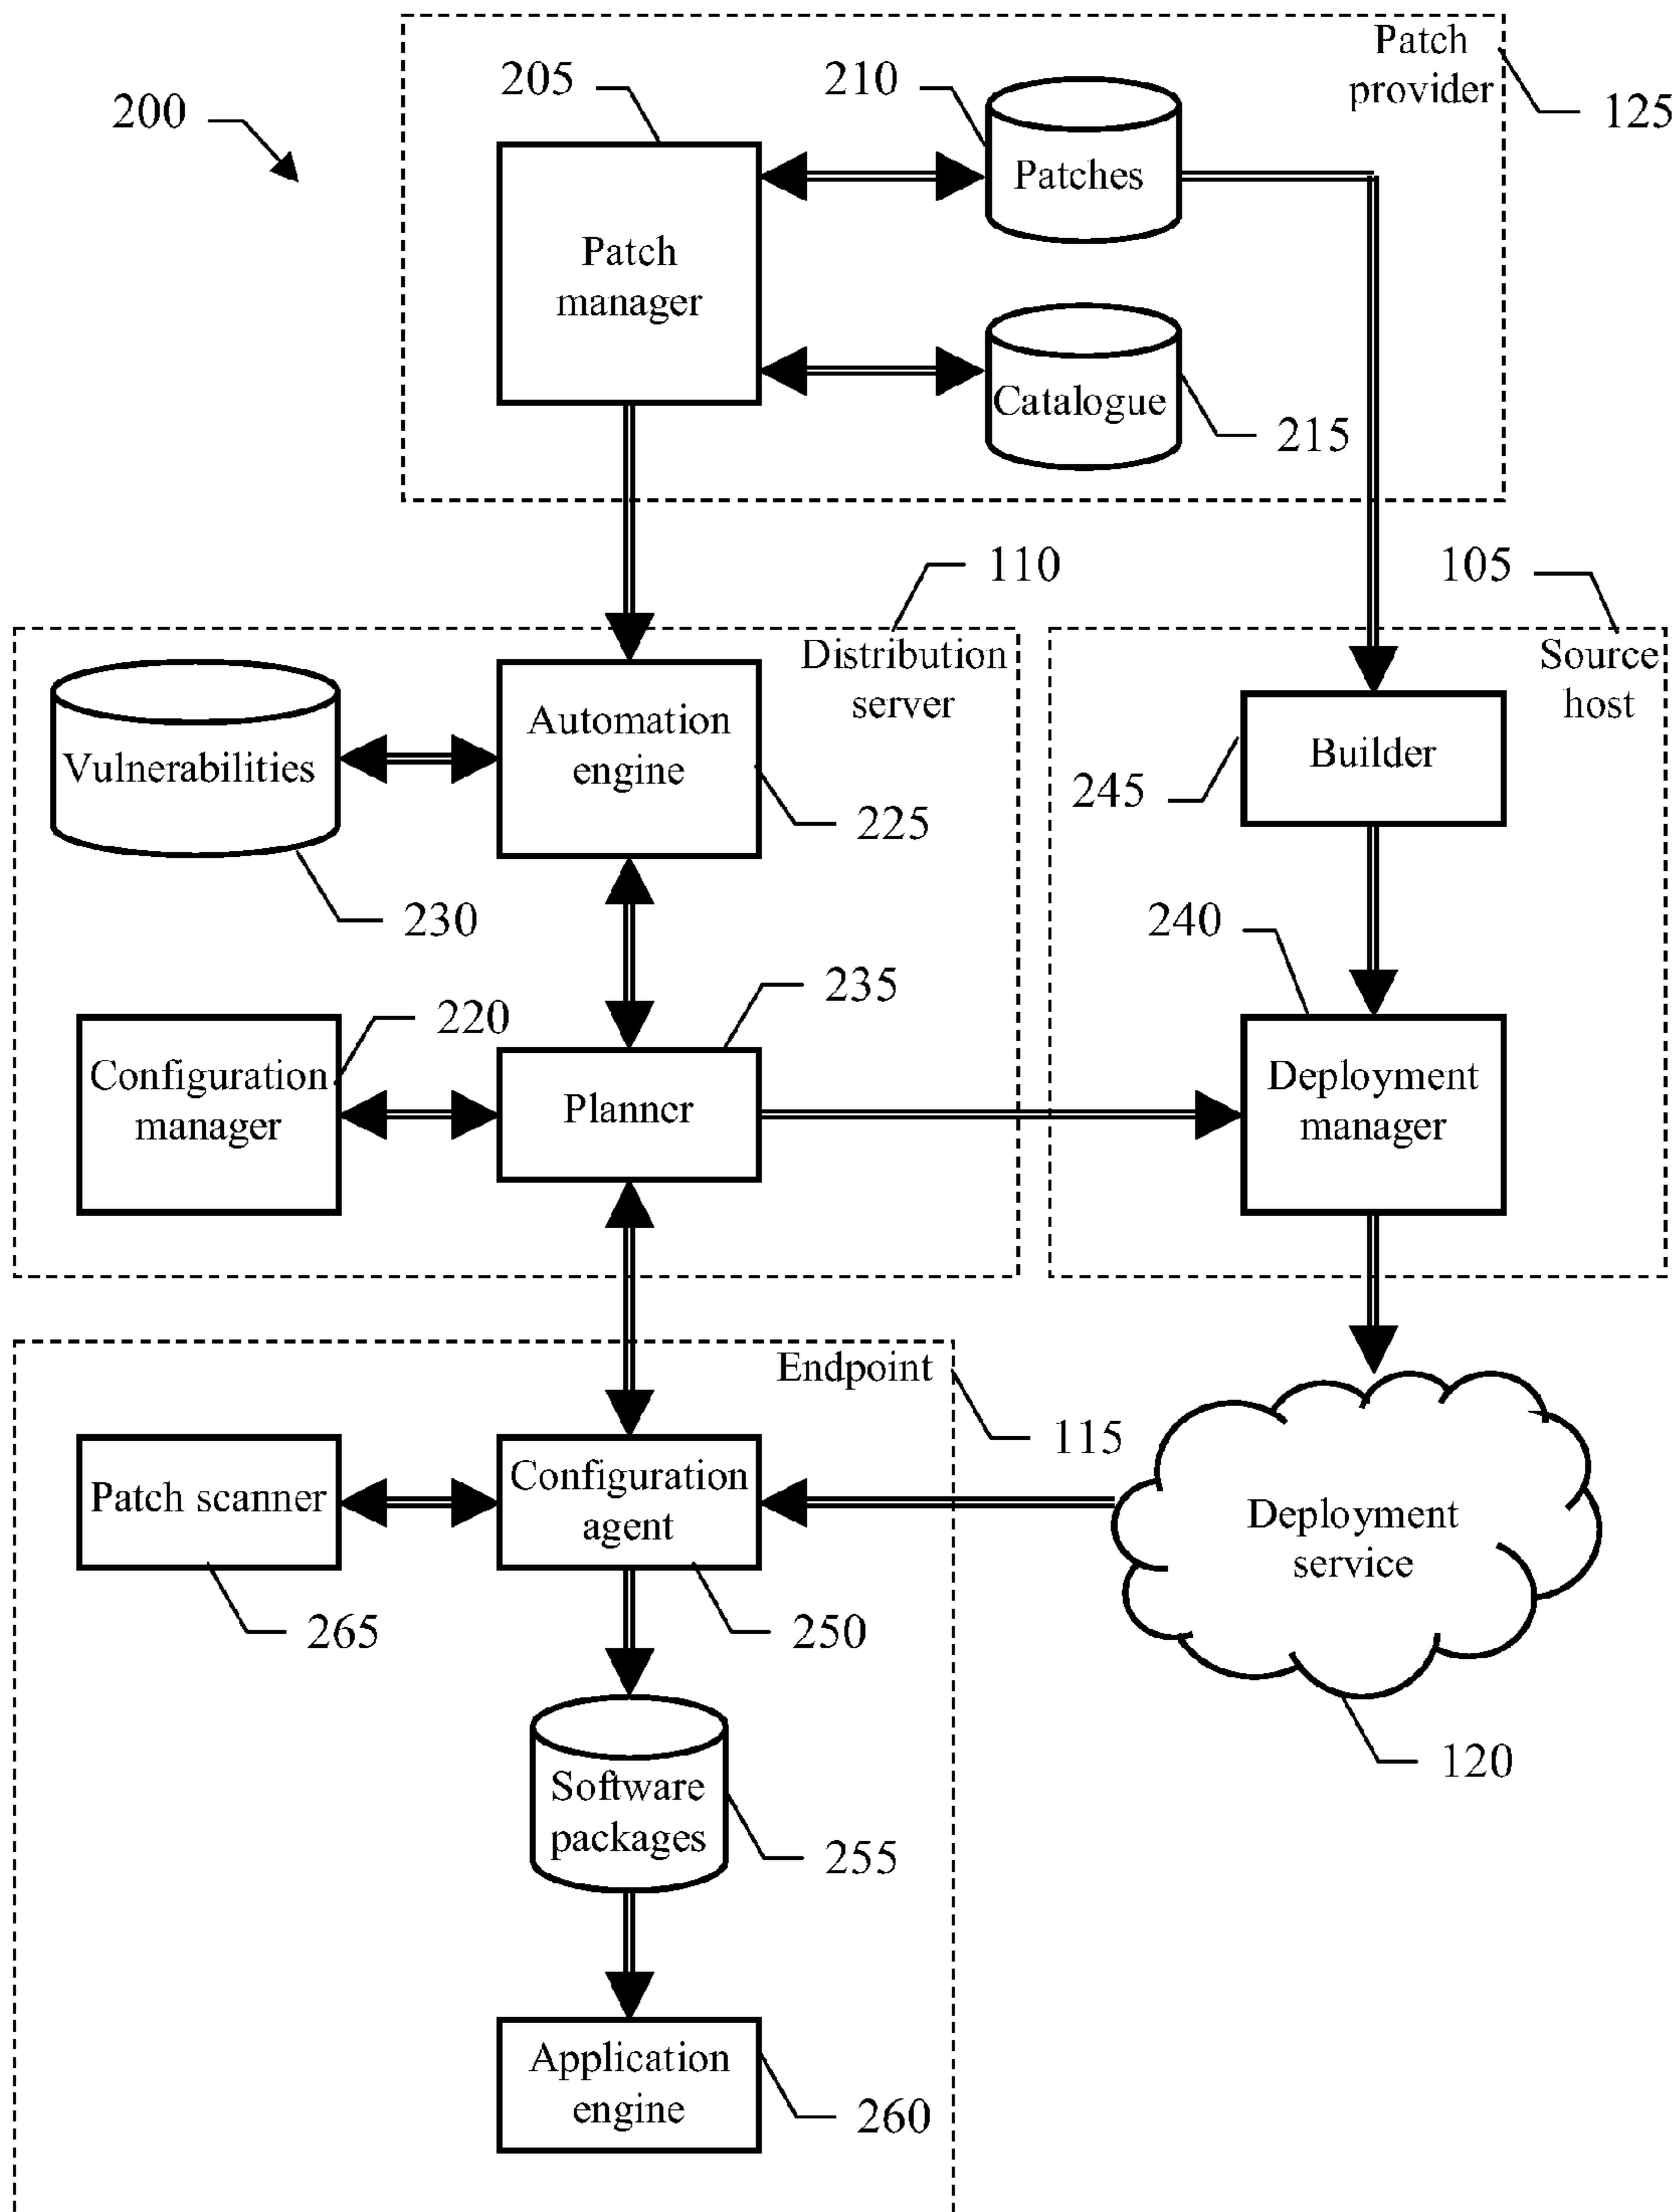 200
205
210
Patch
provider
125
Patch
manager
Patches
Catalogue
215
110
105
Distribution
server
Source
host
Vulnerabilities
Automation
engine
225
Builder
245
230
240
235
220
Configuration
manager
Planner
Deployment
manager
Endpoint
115
Patch scanner
Configuration
agent
Deployment
service
265
250
120
Software
packages
255
Application
engine
260